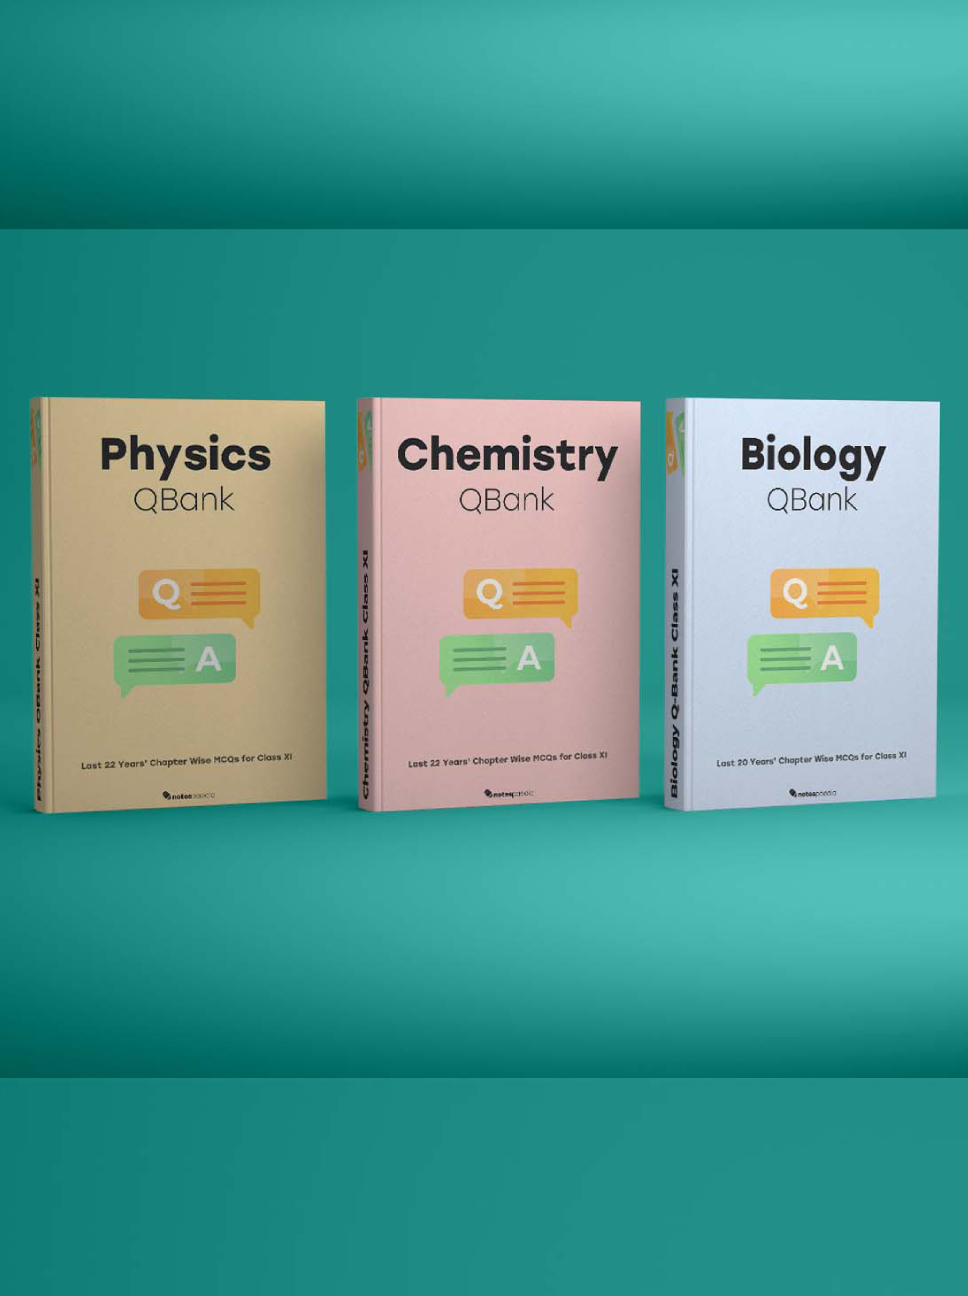 Physics
QBank
Q
A
Last 22 Years' Chapter Wise MCQs for Class XI
notespaedia
Physics QBank Class XI
Chemistry
QBank
Q
A
Last 22 Years' Chapter Wise MCQs for Class XI
notespaedia
Chemistry QBank Class XI
Biology
QBank
Q
A
Last 20 Years' Chapter Wise MCQs for Class XI
notespaedia
Biology Q-Bank Class XI